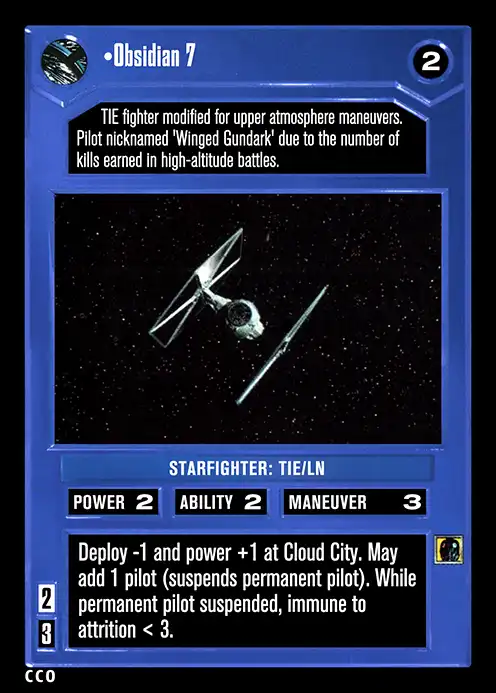 •Obsidian 7
2
TIE fighter modified for upper atmosphere maneuvers.
Pilot nicknamed 'Winged Gundark' due to the number of
kills earned in high-altitude battles.
STARFIGHTER: TIE/LN
POWER 2 ABILITY 2 MANEUVER 3
Deploy -1 and power +1 at Cloud City. May
add 1 pilot (suspends permanent pilot). While
permanent pilot suspended, immune to
attrition < 3.
2
3
CCO